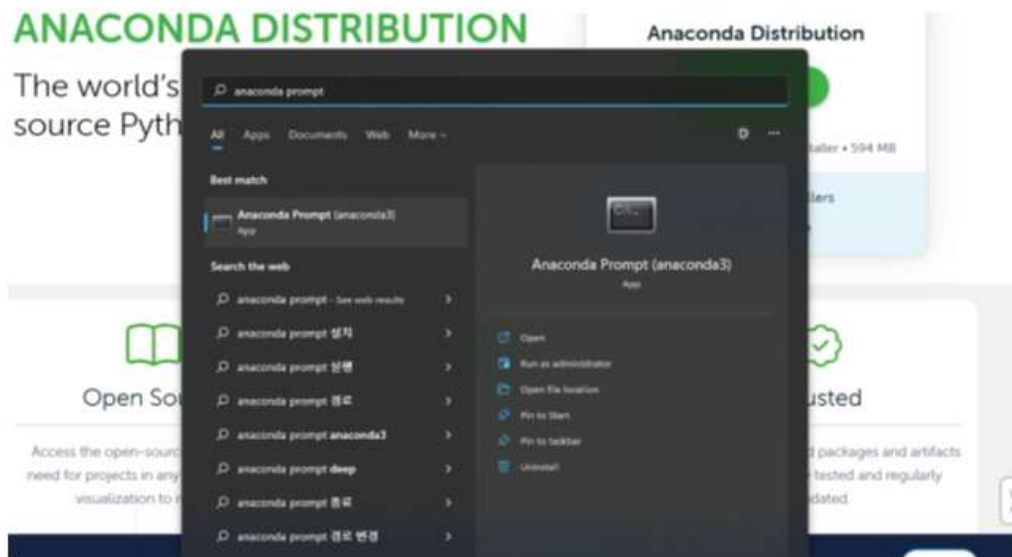 ANACONDA DISTRIBUTION
The world's
source Pyth
Anaconda Distribution
594 MB
anaconda prompt
All Apps Documents Web More
D ...
Best match
Anaconda Prompt (anaconda3)
App
Search the web
anaconda prompt - See web results
anaconda prompt 설치
anaconda prompt 실행
anaconda prompt 경로
anaconda prompt anaconda3
anaconda prompt deep
anaconda prompt 종료
anaconda prompt 경로 변경
Anaconda Prompt (anaconda3)
App
Open
Run as administrator
Open file location
Pin to Start
Pin to taskbar
Uninstall
Open Sou
Access the open-sourc
need for projects in any
visualization to r
usted
packages and artifacts
tested and regularly
dated.